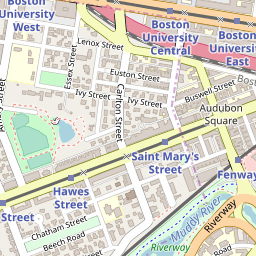 Boston
University
West
Lenox Street
Boston
University
Central
Boston
University
East
Essex Street
Euston Street
Ivy Street
Ivy Street
Buswell Street
Audubon
Square
Carlton Street
Saint Mary's
Street
Fenway
Hawes
Street
Street
Chatham Street
Beech Road
Muddy River
Riverway
Riverway